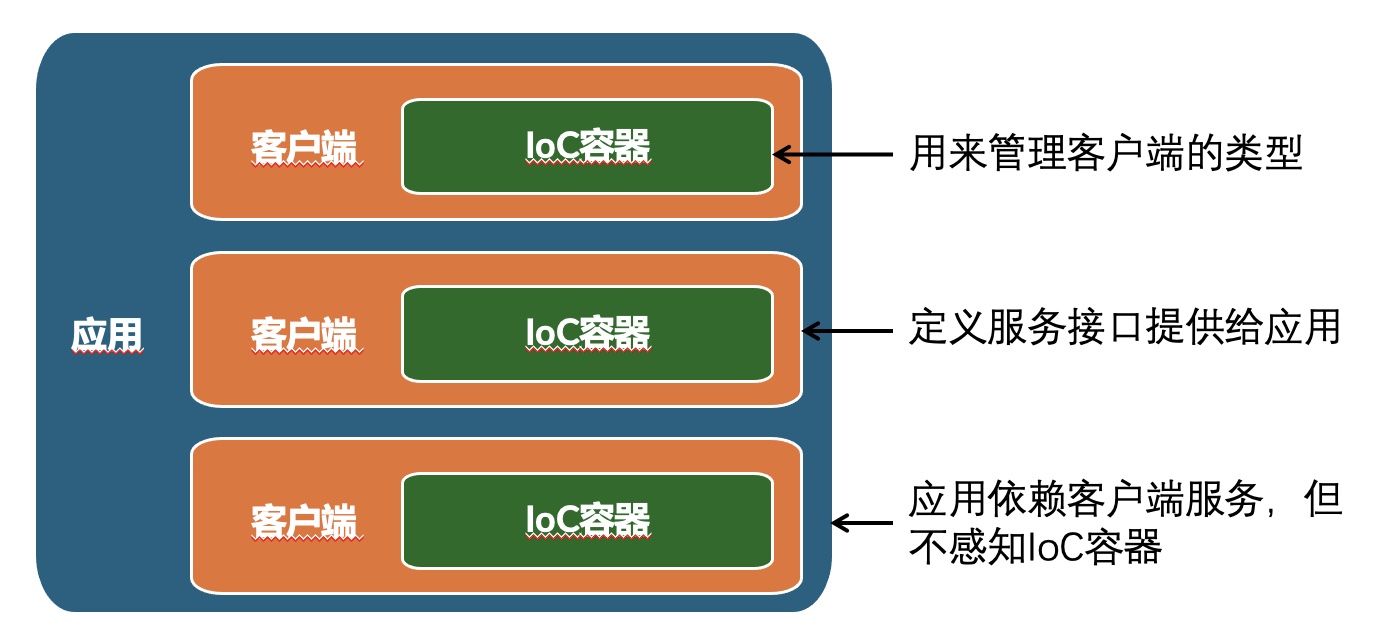 客户端
IoC容器
用来管理客户端的类型
应用
客户端
IoC容器
定义服务接口提供给应用
客户端
IoC容器
应用依赖客户端服务，但
不感知IoC容器